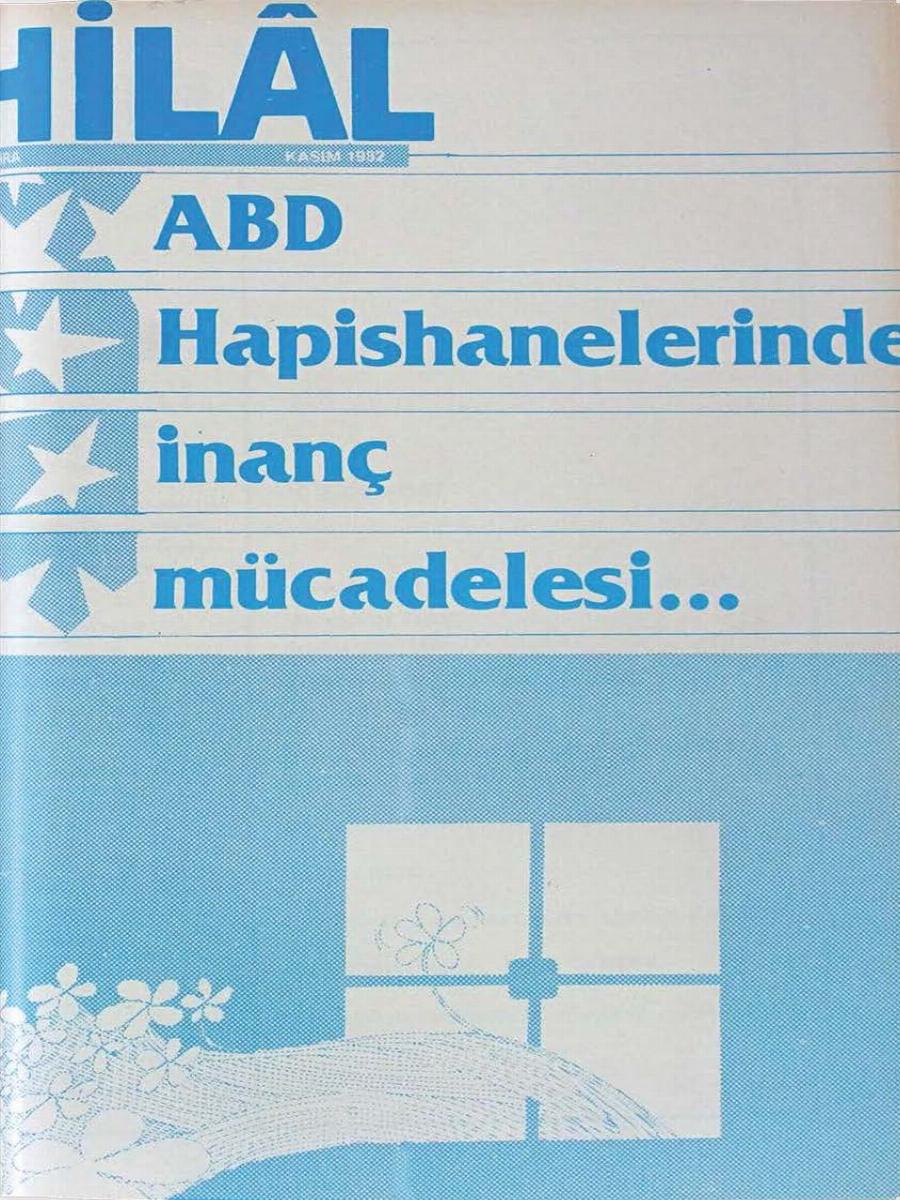 HİLÂL
KASIM 1992
ABD
Hapishanelerinde
inanç
mücadelesi...